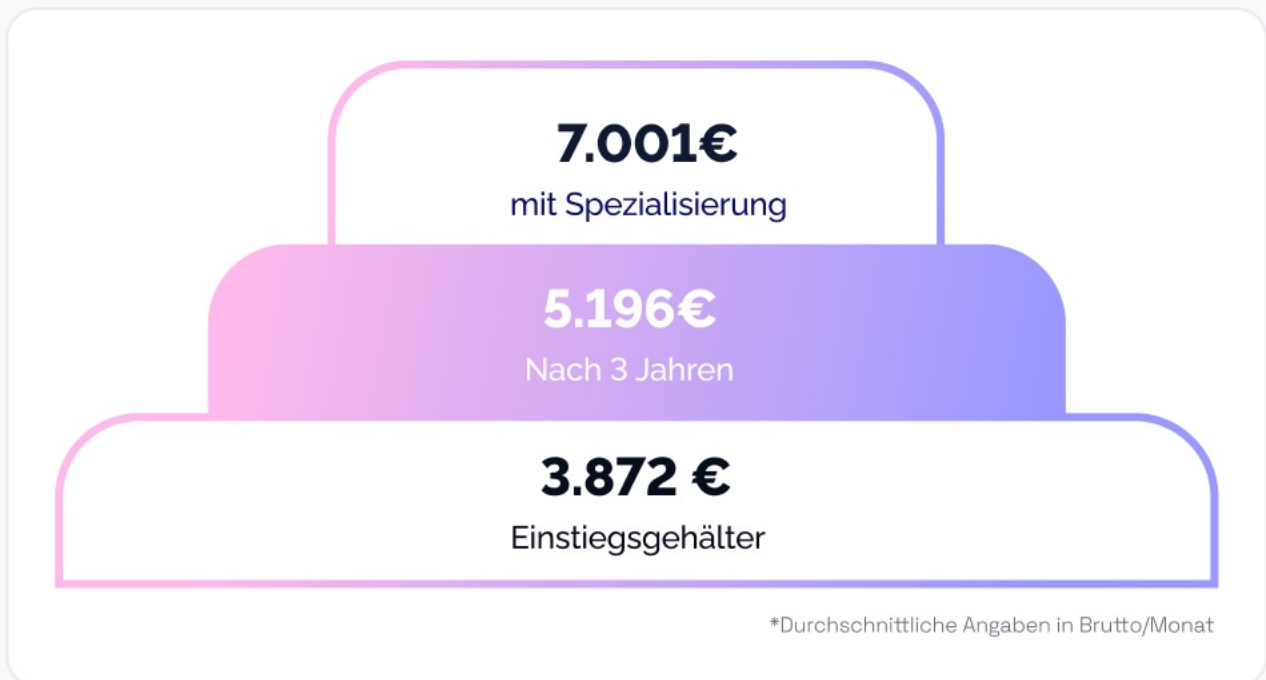 7.001€
mit Spezialisierung
5.196€
Nach 3 Jahren
3.872 €
Einstiegsgehälter
*Durchschnittliche Angaben in Brutto/Monat